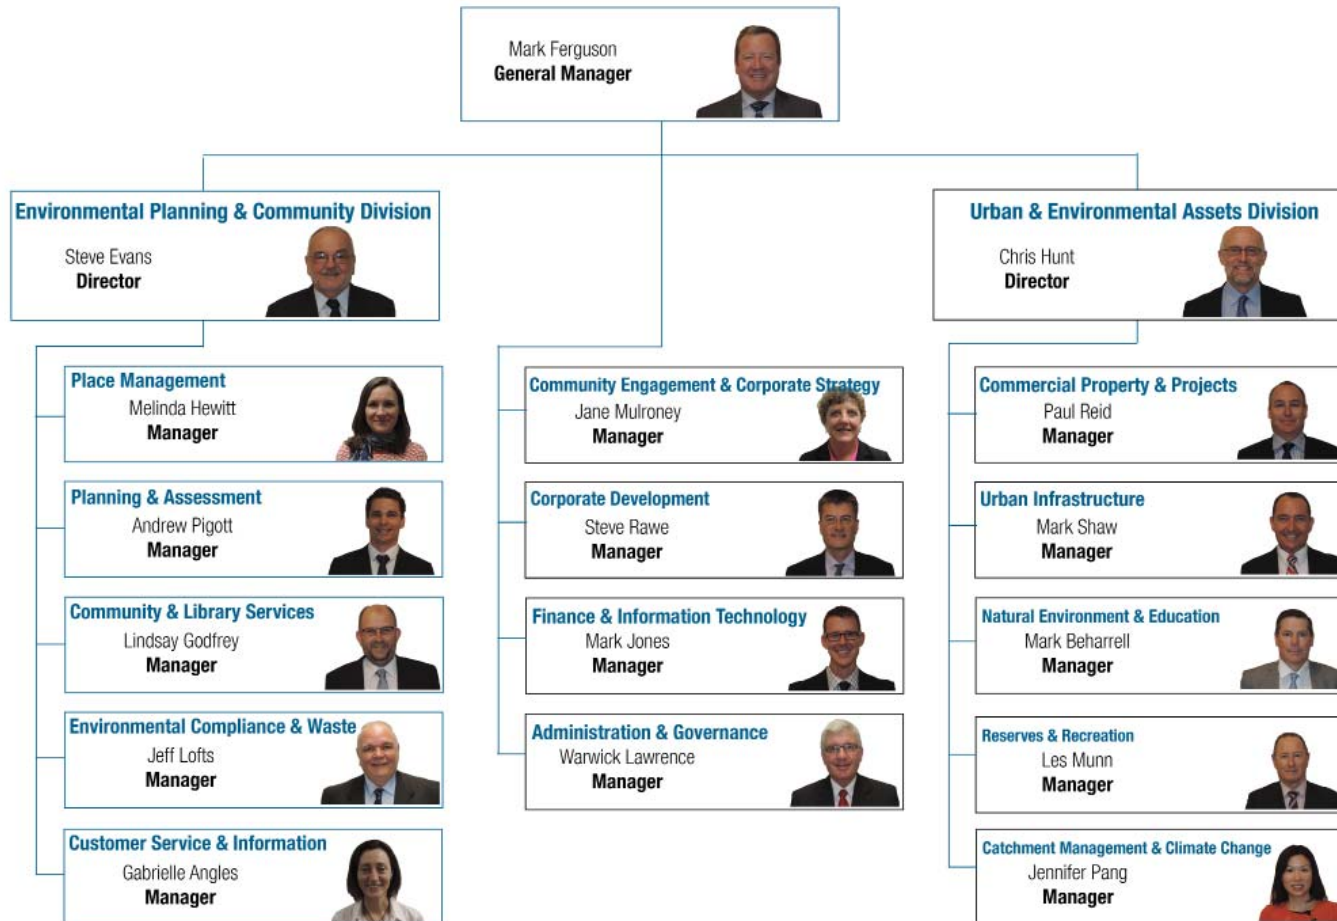 Mark Ferguson
General Manager
Environmental Planning & Community Division
Steve Evans
Director
Urban & Environmental Assets Division
Chris Hunt
Director
Place Management
Melinda Hewitt
Manager
Planning & Assessment
Andrew Pigott
Manager
Community & Library Services
Lindsay Godfrey
Manager
Environmental Compliance & Waste
Jeff Lofts
Manager
Customer Service & Information
Gabrielle Angles
Manager
Community Engagement & Corporate Strategy
Jane Mulroney
Manager
Corporate Development
Steve Rawe
Manager
Finance & Information Technology
Mark Jones
Manager
Administration & Governance
Warwick Lawrence
Manager
Commercial Property & Projects
Paul Reid
Manager
Urban Infrastructure
Mark Shaw
Manager
Natural Environment & Education
Mark Beharrell
Manager
Reserves & Recreation
Les Munn
Manager
Catchment Management & Climate Change
Jennifer Pang
Manager